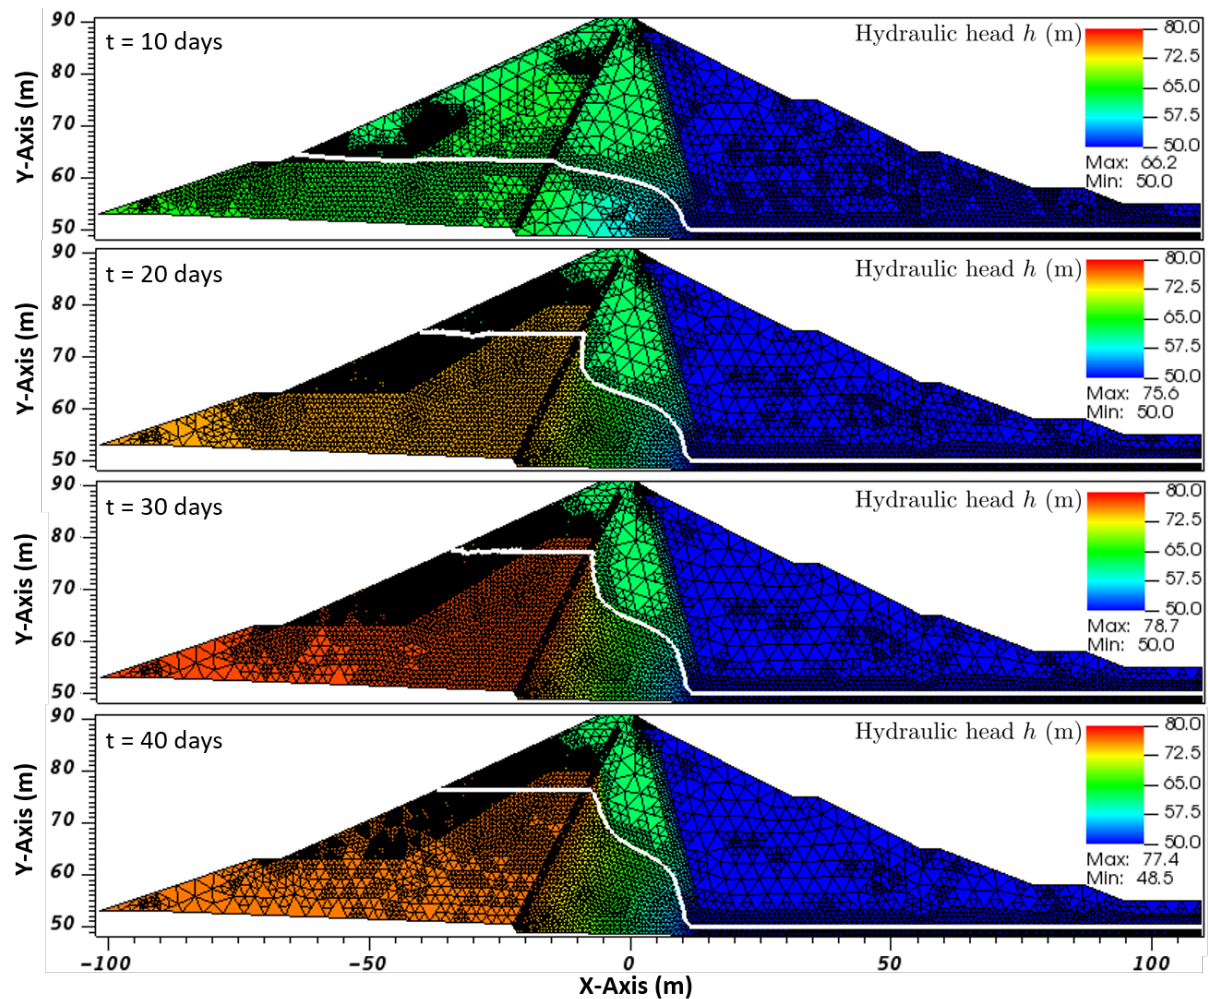 90
80
70
60
50
Y-Axis (m)
t = 10 days
Hydraulic head h (m)
80.0
72.5
65.0
57.5
50.0
Max: 66.2
Min: 50.0
90
80
70
60
50
Y-Axis (m)
t = 20 days
Hydraulic head h (m)
80.0
72.5
65.0
57.5
50.0
Max: 75.6
Min: 50.0
90
80
70
60
50
Y-Axis (m)
t = 30 days
Hydraulic head h (m)
80.0
72.5
65.0
57.5
50.0
Max: 78.7
Min: 50.0
90
80
70
60
50
Y-Axis (m)
t = 40 days
Hydraulic head h (m)
80.0
72.5
65.0
57.5
50.0
Max: 77.4
Min: 48.5
-100 -50 0 50 100
X-Axis (m)